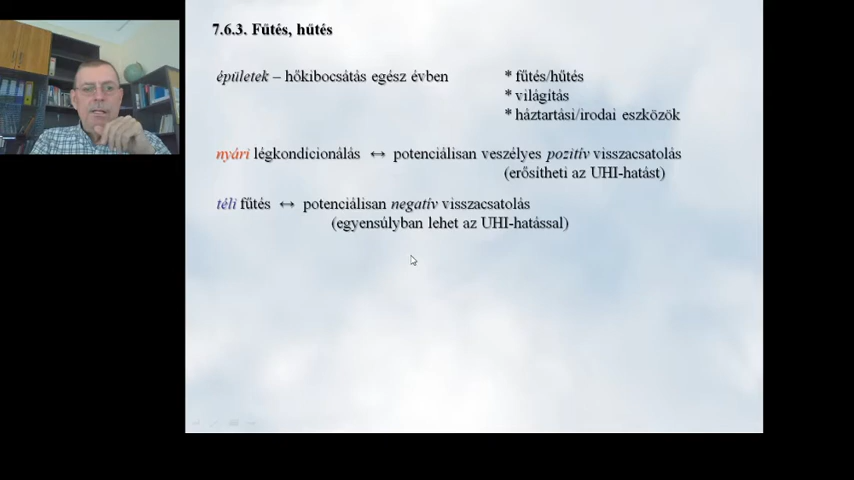 7.6.3. Fűtés, hűtés
épületek – hőkibocsátás egész évben
* fűtés/hűtés
* világítás
* háztartási/irodai eszközök
nyári légkondicionálás ↔ potenciálisan veszélyes pozitív visszacsatolás
(erősítheti az UHI-hatást)
téli fűtés ↔ potenciálisan negatív visszacsatolás
(egyensúlyban lehet az UHI-hatással)